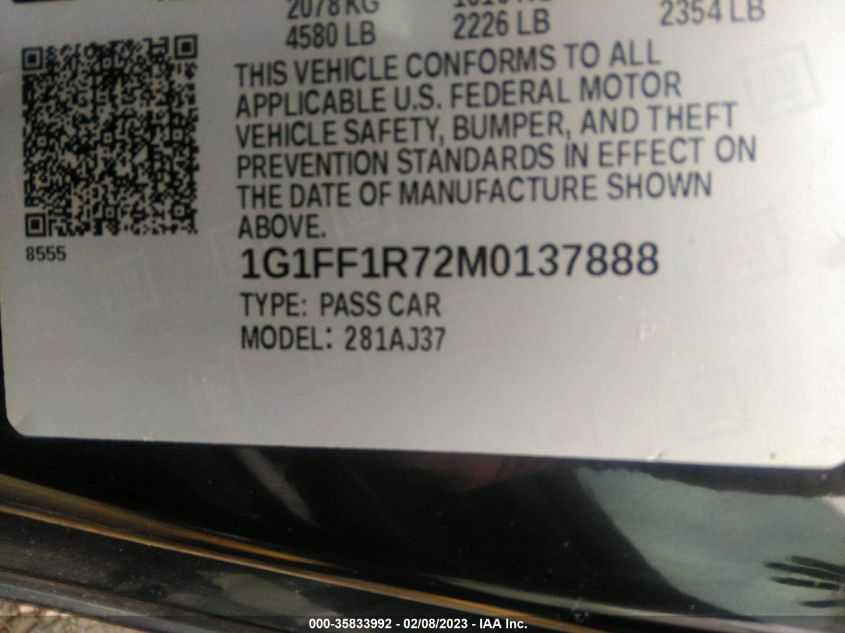 2078 KG
4580 LB 2226 LB 2354 LB
THIS VEHICLE CONFORMS TO ALL
APPLICABLE U.S. FEDERAL MOTOR
VEHICLE SAFETY, BUMPER, AND THEFT
PREVENTION STANDARDS IN EFFECT ON
THE DATE OF MANUFACTURE SHOWN
ABOVE.
8555
1G1FF1R72M0137888
TYPE: PASS CAR
MODEL: 281AJ37
000-35833992 - 02/08/2023 - IAA Inc.